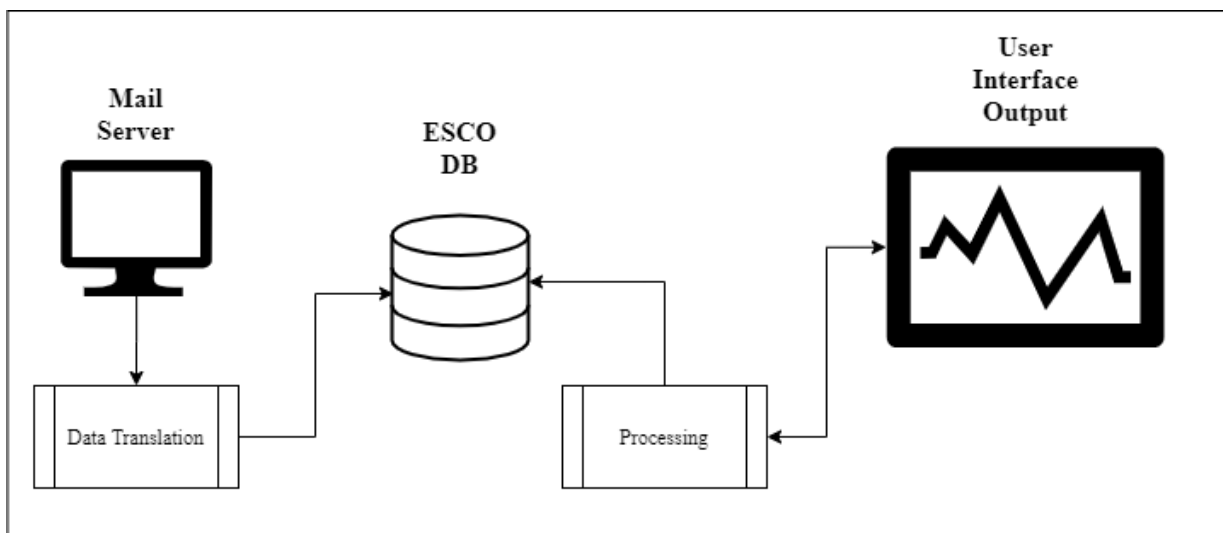 Mail
Server
ESCO
DB
User
Interface
Output
Data Translation
Processing